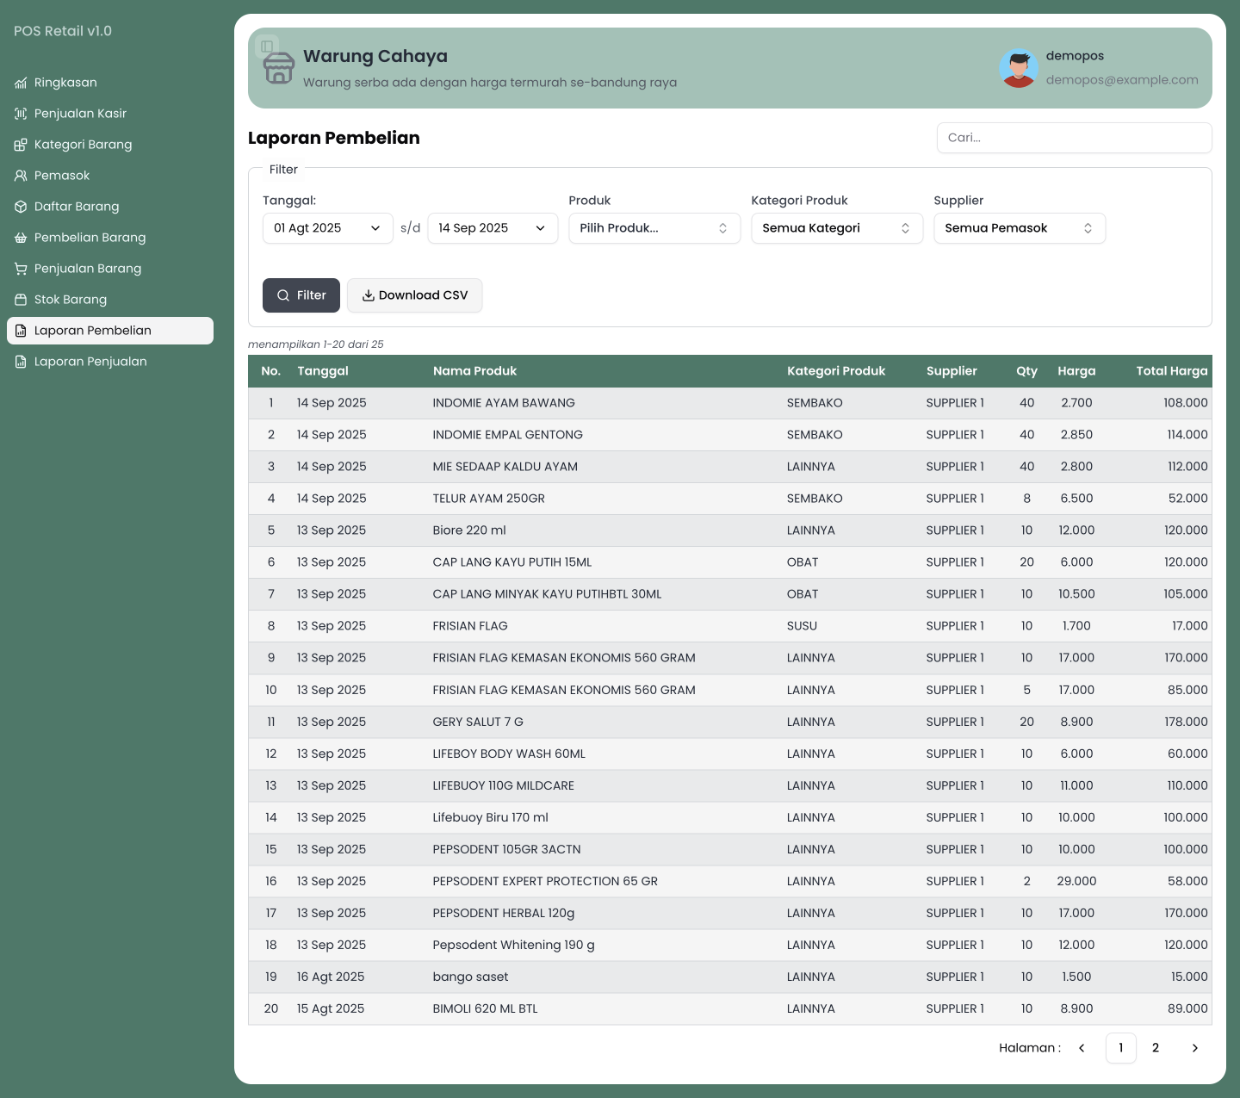 POS Retail v1.0
Ringkasan
Penjualan Kasir
Kategori Barang
Pemasok
Daftar Barang
Pembelian Barang
Penjualan Barang
Stok Barang
Laporan Pembelian
Laporan Penjualan
Warung Cahaya
Warung serba ada dengan harga termurah se-bandung raya
demopos
demopos@example.com
Laporan Pembelian
Cari...
Filter
Tanggal: Produk Kategori Produk Supplier
01 Agt 2025 s/d 14 Sep 2025 Pilih Produk... Semua Kategori Semua Pemasok
Filter Download CSV
menampilkan 1-20 dari 25
No. Tanggal Nama Produk Kategori Produk Supplier Qty Harga Total Harga
1 14 Sep 2025 INDOMIE AYAM BAWANG SEMBAKO SUPPLIER 1 40 2.700 108.000
2 14 Sep 2025 INDOMIE EMPAL GENTONG SEMBAKO SUPPLIER 1 40 2.850 114.000
3 14 Sep 2025 MIE SEDAAP KALDU AYAM LAINNYA SUPPLIER 1 40 2.800 112.000
4 14 Sep 2025 TELUR AYAM 250GR SEMBAKO SUPPLIER 1 8 6.500 52.000
5 13 Sep 2025 Biore 220 ml LAINNYA SUPPLIER 1 10 12.000 120.000
6 13 Sep 2025 CAP LANG KAYU PUTIH 15ML OBAT SUPPLIER 1 20 6.000 120.000
7 13 Sep 2025 CAP LANG MINYAK KAYU PUTIHBTL 30ML OBAT SUPPLIER 1 10 10.500 105.000
8 13 Sep 2025 FRISIAN FLAG SUSU SUPPLIER 1 10 1.700 17.000
9 13 Sep 2025 FRISIAN FLAG KEMASAN EKONOMIS 560 GRAM LAINNYA SUPPLIER 1 10 17.000 170.000
10 13 Sep 2025 FRISIAN FLAG KEMASAN EKONOMIS 560 GRAM LAINNYA SUPPLIER 1 5 17.000 85.000
11 13 Sep 2025 GERY SALUT 7 G LAINNYA SUPPLIER 1 20 8.900 178.000
12 13 Sep 2025 LIFEBOY BODY WASH 60ML LAINNYA SUPPLIER 1 10 6.000 60.000
13 13 Sep 2025 LIFEBUOY 110G MILDCARE LAINNYA SUPPLIER 1 10 11.000 110.000
14 13 Sep 2025 Lifebuoy Biru 170 ml LAINNYA SUPPLIER 1 10 10.000 100.000
15 13 Sep 2025 PEPSODENT 105GR 3ACTN LAINNYA SUPPLIER 1 10 10.000 100.000
16 13 Sep 2025 PEPSODENT EXPERT PROTECTION 65 GR LAINNYA SUPPLIER 1 2 29.000 58.000
17 13 Sep 2025 PEPSODENT HERBAL 120g LAINNYA SUPPLIER 1 10 17.000 170.000
18 13 Sep 2025 Pepsodent Whitening 190 g LAINNYA SUPPLIER 1 10 12.000 120.000
19 16 Agt 2025 bango saset LAINNYA SUPPLIER 1 10 1.500 15.000
20 15 Agt 2025 BIMOLI 620 ML BTL LAINNYA SUPPLIER 1 10 8.900 89.000
Halaman : 1 2